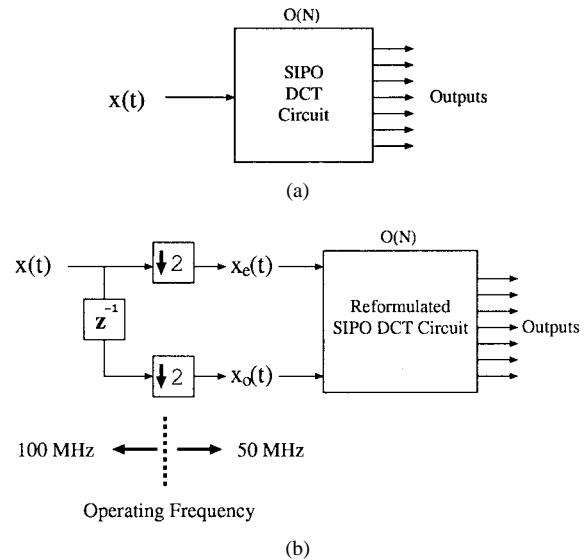 O(N)
SIPO
DCT
Circuit
x(t)
Outputs
(a)
O(N)
x(t)
↓2
xₑ(t)
z⁻¹
Reformulated
SIPO DCT Circuit
Outputs
↓2
xₒ(t)
100 MHz
50 MHz
Operating Frequency
(b)